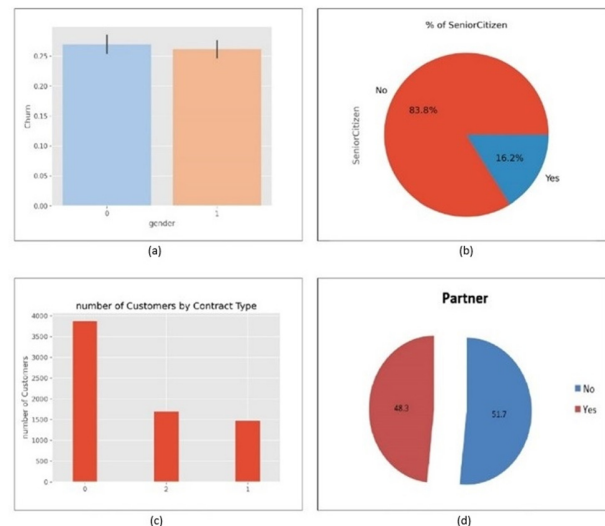 0.25
0.20
0.15
0.10
0.05
0.00
Churn
0
1
gender
(a)
% of SeniorCitizen
No
83.8%
SeniorCitizen
16.2%
Yes
(b)
number of Customers by Contract Type
4000
3500
3000
2500
2000
1500
1000
500
0
number of Customers
0
2
1
(c)
Partner
48.3
51.7
No
Yes
(d)